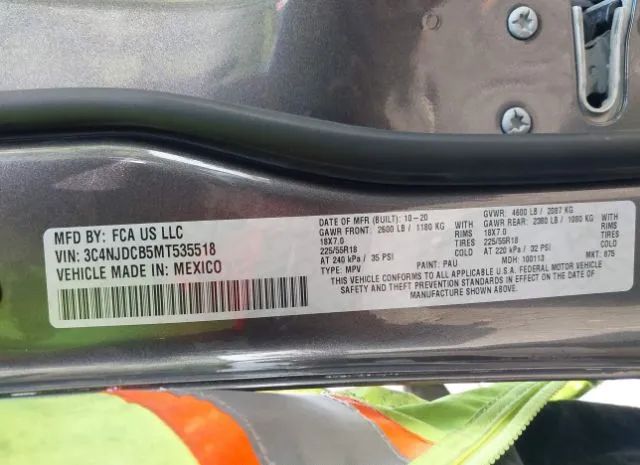 MFD BY: FCA US LLC
VIN: 3C4NJDCB5MT535518
VEHICLE MADE IN: MEXICO
DATE OF MFR (BUILT): 10-20
GAWR FRONT: 2600 LB / 1180 KG WITH
18X7.0 RIMS
225/55R18 TIRES
AT 240 kPa / 35 PSI COLD
TYPE: MPV PAINT: PAU
GVWR: 4600 LB / 2087 KG
GAWR REAR: 2380 LB / 1080 KG WITH
18X7.0 RIMS
225/55R18 TIRES
AT 220 kPa / 32 PSI COLD
MDH: 100113 MKT: 875
THIS VEHICLE CONFORMS TO ALL APPLICABLE U.S.A. FEDERAL MOTOR VEHICLE
SAFETY AND THEFT PREVENTION STANDARDS IN EFFECT ON THE DATE OF
MANUFACTURE SHOWN ABOVE.